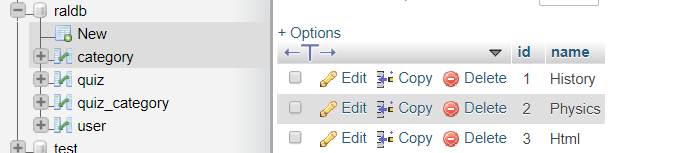 raldb
New
category
quiz
quiz_category
user
test
+ Options
id name
Edit Copy Delete 1 History
Edit Copy Delete 2 Physics
Edit Copy Delete 3 Html